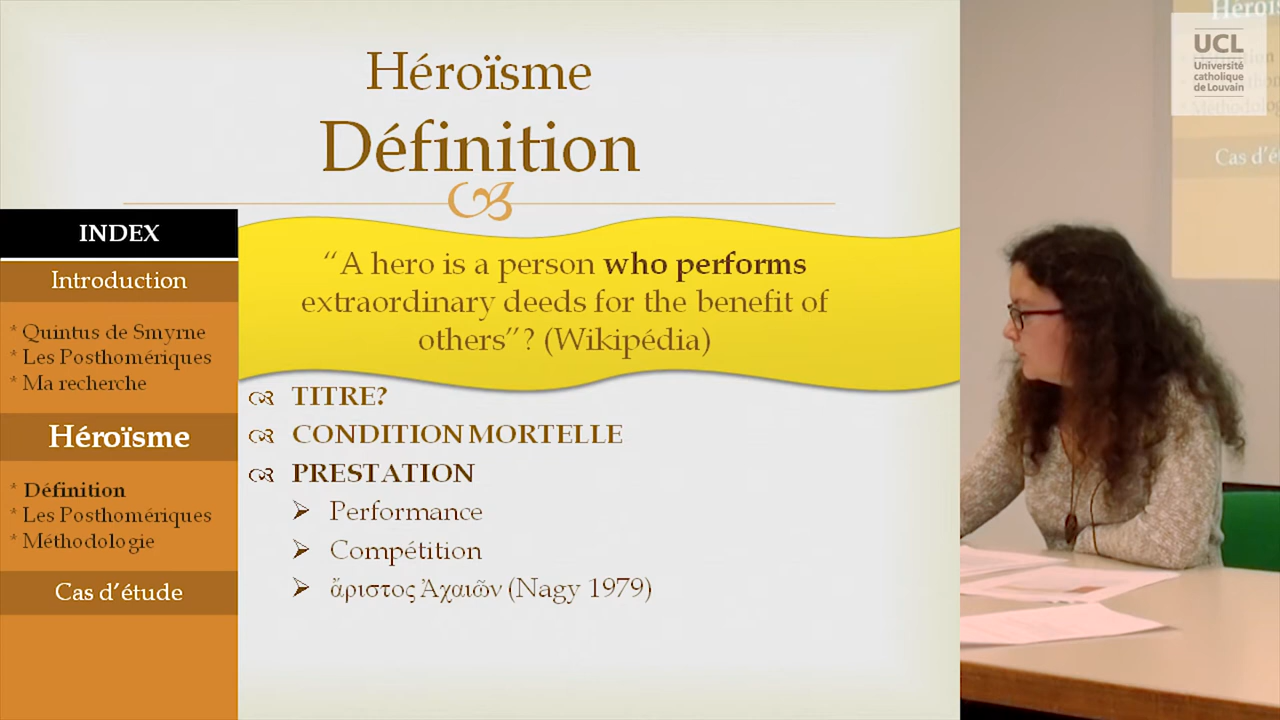 Héroïsme
Définition
INDEX
Introduction
* Quintus de Smyrne
* Les Posthomériques
* Ma recherche
Héroïsme
* Définition
* Les Posthomériques
* Méthodologie
Cas d’étude
“A hero is a person who performs
extraordinary deeds for the benefit of
others”? (Wikipédia)
TITRE?
CONDITION MORTELLE
PRESTATION
Performance
Compétition
ἄριστος Ἀχαιῶν (Nagy 1979)
UCL
Université
catholique
de Louvain
Cas d’é